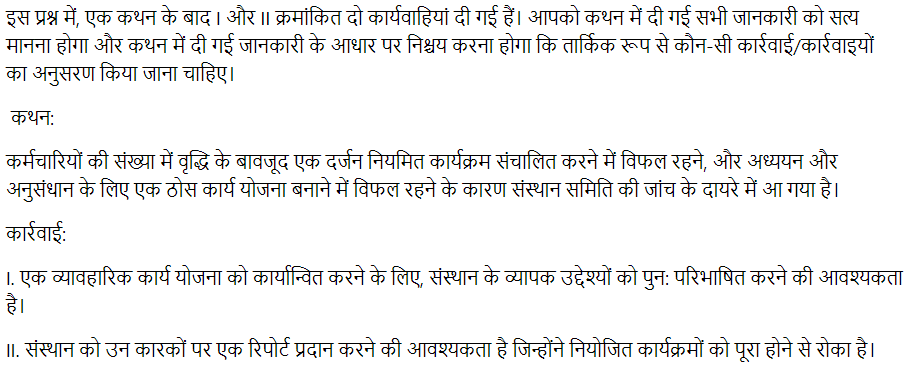 इस प्रश्न में, एक कथन के बाद I और II क्रमांकित दो कार्यवाहियां दी गई हैं। आपको कथन में दी गई सभी जानकारी को सत्य
मानना होगा और कथन में दी गई जानकारी के आधार पर निश्चय करना होगा कि तार्किक रूप से कौन-सी कार्रवाई/कार्रवाइयों
का अनुसरण किया जाना चाहिए।
कथन:
कर्मचारियों की संख्या में वृद्धि के बावजूद एक दर्जन नियमित कार्यक्रम संचालित करने में विफल रहने, और अध्ययन और
अनुसंधान के लिए एक ठोस कार्य योजना बनाने में विफल रहने के कारण संस्थान समिति की जांच के दायरे में आ गया है।
कार्रवाई:
I. एक व्यावहारिक कार्य योजना को कार्यान्वित करने के लिए, संस्थान के व्यापक उद्देश्यों को पुन: परिभाषित करने की आवश्यकता
है।
II. संस्थान को उन कारकों पर एक रिपोर्ट प्रदान करने की आवश्यकता है जिन्होंने नियोजित कार्यक्रमों को पूरा होने से रोका है।